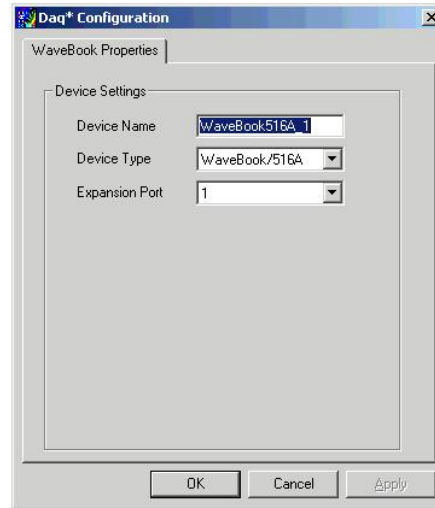 Daq* Configuration
WaveBook Properties
Device Settings
Device Name WaveBook516A_1
Device Type WaveBook/516A
Expansion Port 1
OK Cancel Apply